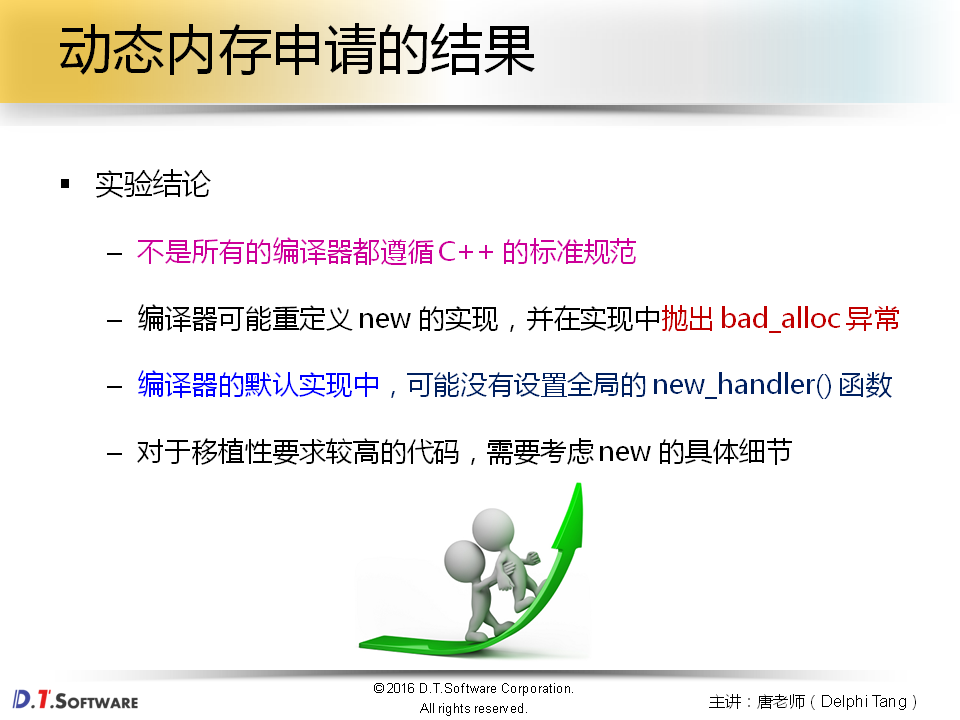 动态内存申请的结果
▪ 实验结论
– 不是所有的编译器都遵循C++ 的标准规范
– 编译器可能重定义 new 的实现，并在实现中抛出 bad_alloc 异常
– 编译器的默认实现中，可能没有设置全局的 new_handler() 函数
– 对于移植性要求较高的代码，需要考虑 new 的具体细节
D.T.SOFTWARE
©2016 D.T.Software Corporation.
All rights reserved.
主讲：唐老师（Delphi Tang）